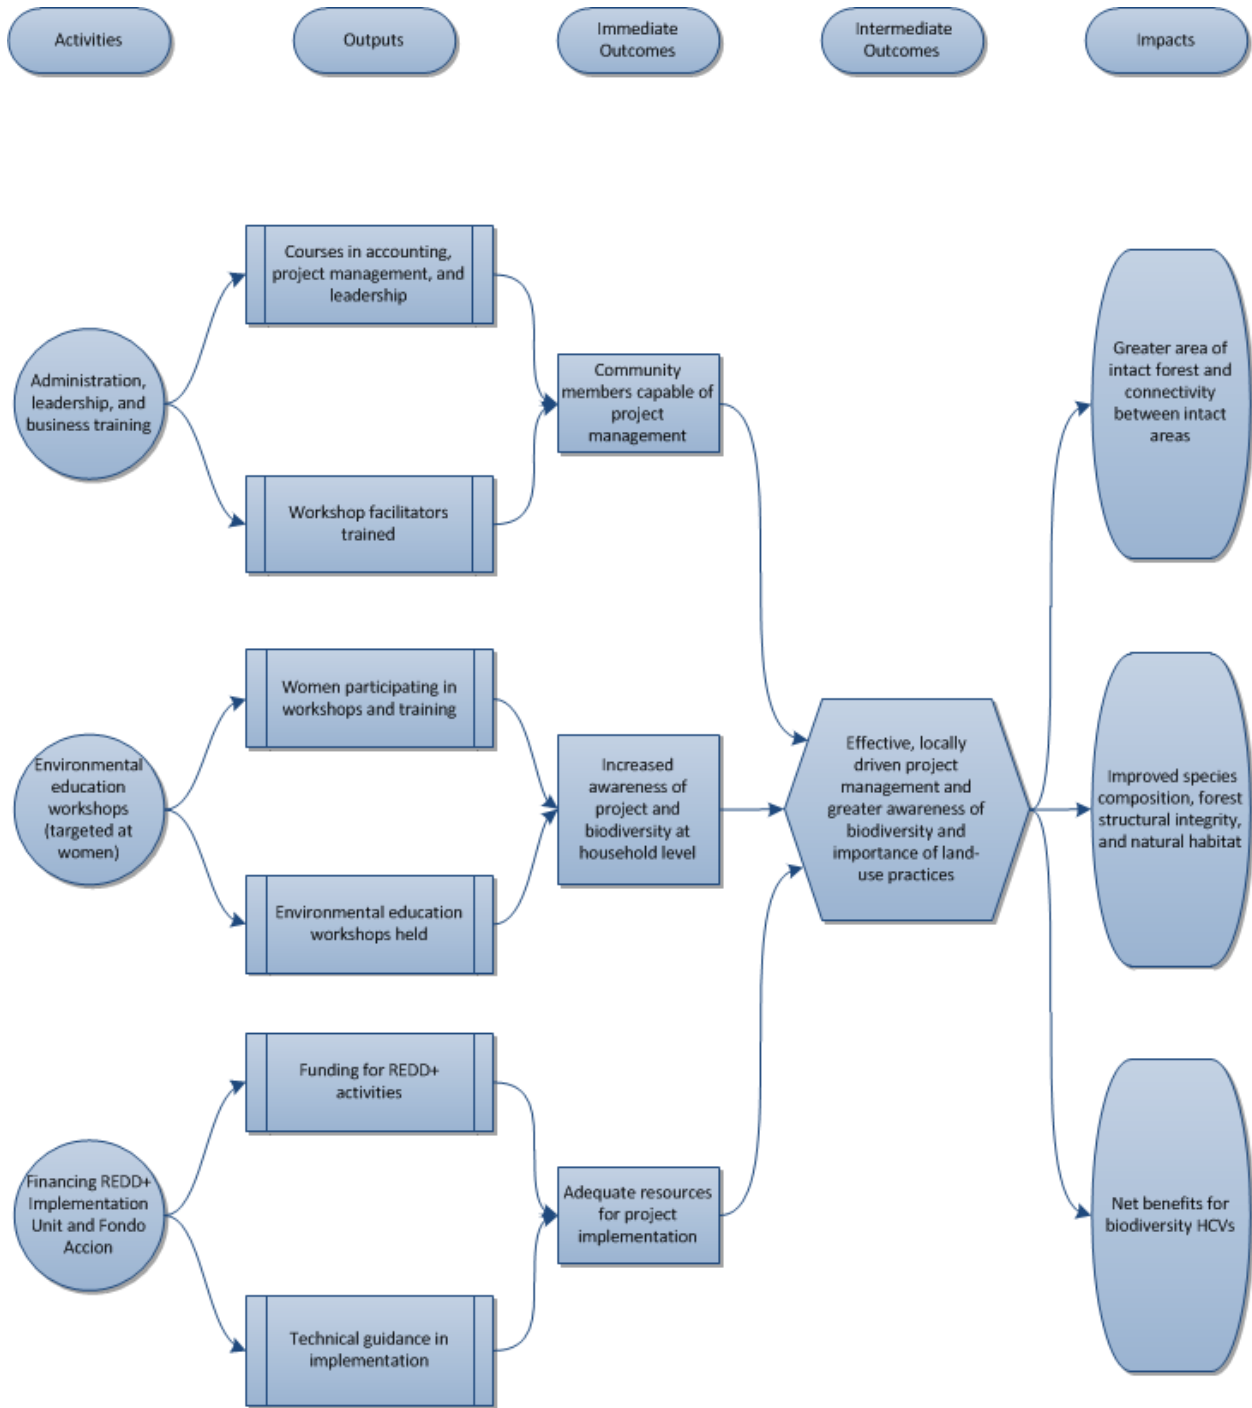 Activities
Outputs
Immediate
Outcomes
Intermediate
Outcomes
Impacts
Administration,
leadership, and
business training
Courses in accounting,
project management, and
leadership
Workshop facilitators
trained
Community
members capable of
project
management
Environmental
education
workshops
(targeted at
women)
Women participating in
workshops and training
Environmental education
workshops held
Increased
awareness of
project and
biodiversity at
household level
Financing REDD+
Implementation
Unit and Fondo
Accion
Funding for REDD+
activities
Technical guidance in
implementation
Adequate resources
for project
implementation
Effective, locally
driven project
management and
greater awareness of
biodiversity and
importance of land-
use practices
Greater area of
intact forest and
connectivity
between intact
areas
Improved species
composition, forest
structural integrity,
and natural habitat
Net benefits for
biodiversity HCVs